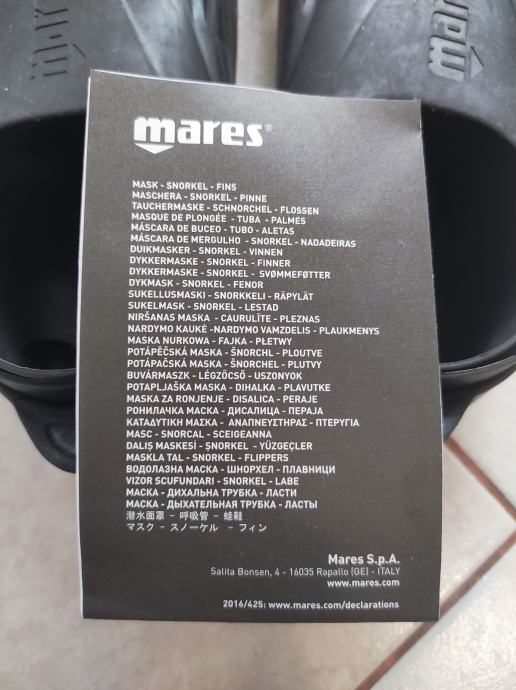 mares
mares
mares®
MASK - SNORKEL - FINS
MASCHERA - SNORKEL - PINNE
TAUCHERMASKE - SCHNORCHEL - FLOSSEN
MASQUE DE PLONGÉE - TUBA - PALMES
MÁSCARA DE BUCEO - TUBO - ALETAS
MÁSCARA DE MERGULHO - SNORKEL - NADADEIRAS
DUIKMASKER - SNORKEL - VINNEN
DYKKERMASKE - SNORKEL - FINNER
DYKKERMASKE - SNORKEL - SVØMMEFØTTER
DYKMASK - SNORKEL - FENOR
SUKELLUSMASKI - SNORKKELI - RÄPYLÄT
SUKELMASK - SNORKEL - LESTAD
NIRŠANAS MASKA - CAURULĪTE - PLEZNAS
NARDYMO KAUKĖ -NARDYMO VAMZDELIS - PLAUKMENYS
MASKA NURKOWA - FAJKA - PŁETWY
POTÁPĚČSKÁ MASKA - ŠNORCHL - PLOUTVE
POTÁPAČSKÁ MASKA - ŠNORCHEL - PLUTVY
BUVÁRMASZK - LÉGZŐCSŐ - USZONYOK
POTAPLJAŠKA MASKA - DIHALKA - PLAVUTKE
MASKA ZA RONJENJE - DISALICA - PERAJE
РОНИЛАЧКА МАСКА - ДИСАЛИЦА - ПЕРАЈА
ΚΑΤΑΔΥΤΙΚΗ ΜΑΣΚΑ - ΑΝΑΠΝΕΥΣΤΗΡΑΣ - ΠΤΕΡΥΓΙΑ
MASC - SNORCAL - SCEIGEANNA
DALIŞ MASKESİ - ŞNORKEL - YÜZGEÇLER
MASKLA TAL - SNORKEL - FLIPPERS
ВОДОЛАЗНА МАСКА - ШНОРХЕЛ - ПЛАВНИЦИ
VIZOR SCUFUNDARI - SNORKEL - LABE
МАСКА - ДИХАЛЬНА ТРУБКА - ЛАСТИ
МАСКА - ДЫХАТЕЛЬНАЯ ТРУБКА - ЛАСТЫ
潜水面罩 - 呼吸管 - 蛙鞋
マスク - スノーケル - フィン
Mares S.p.A.
Salita Bonsen, 4 - 16035 Rapallo (GE) - ITALY
www.mares.com
2016/425: www.mares.com/declarations